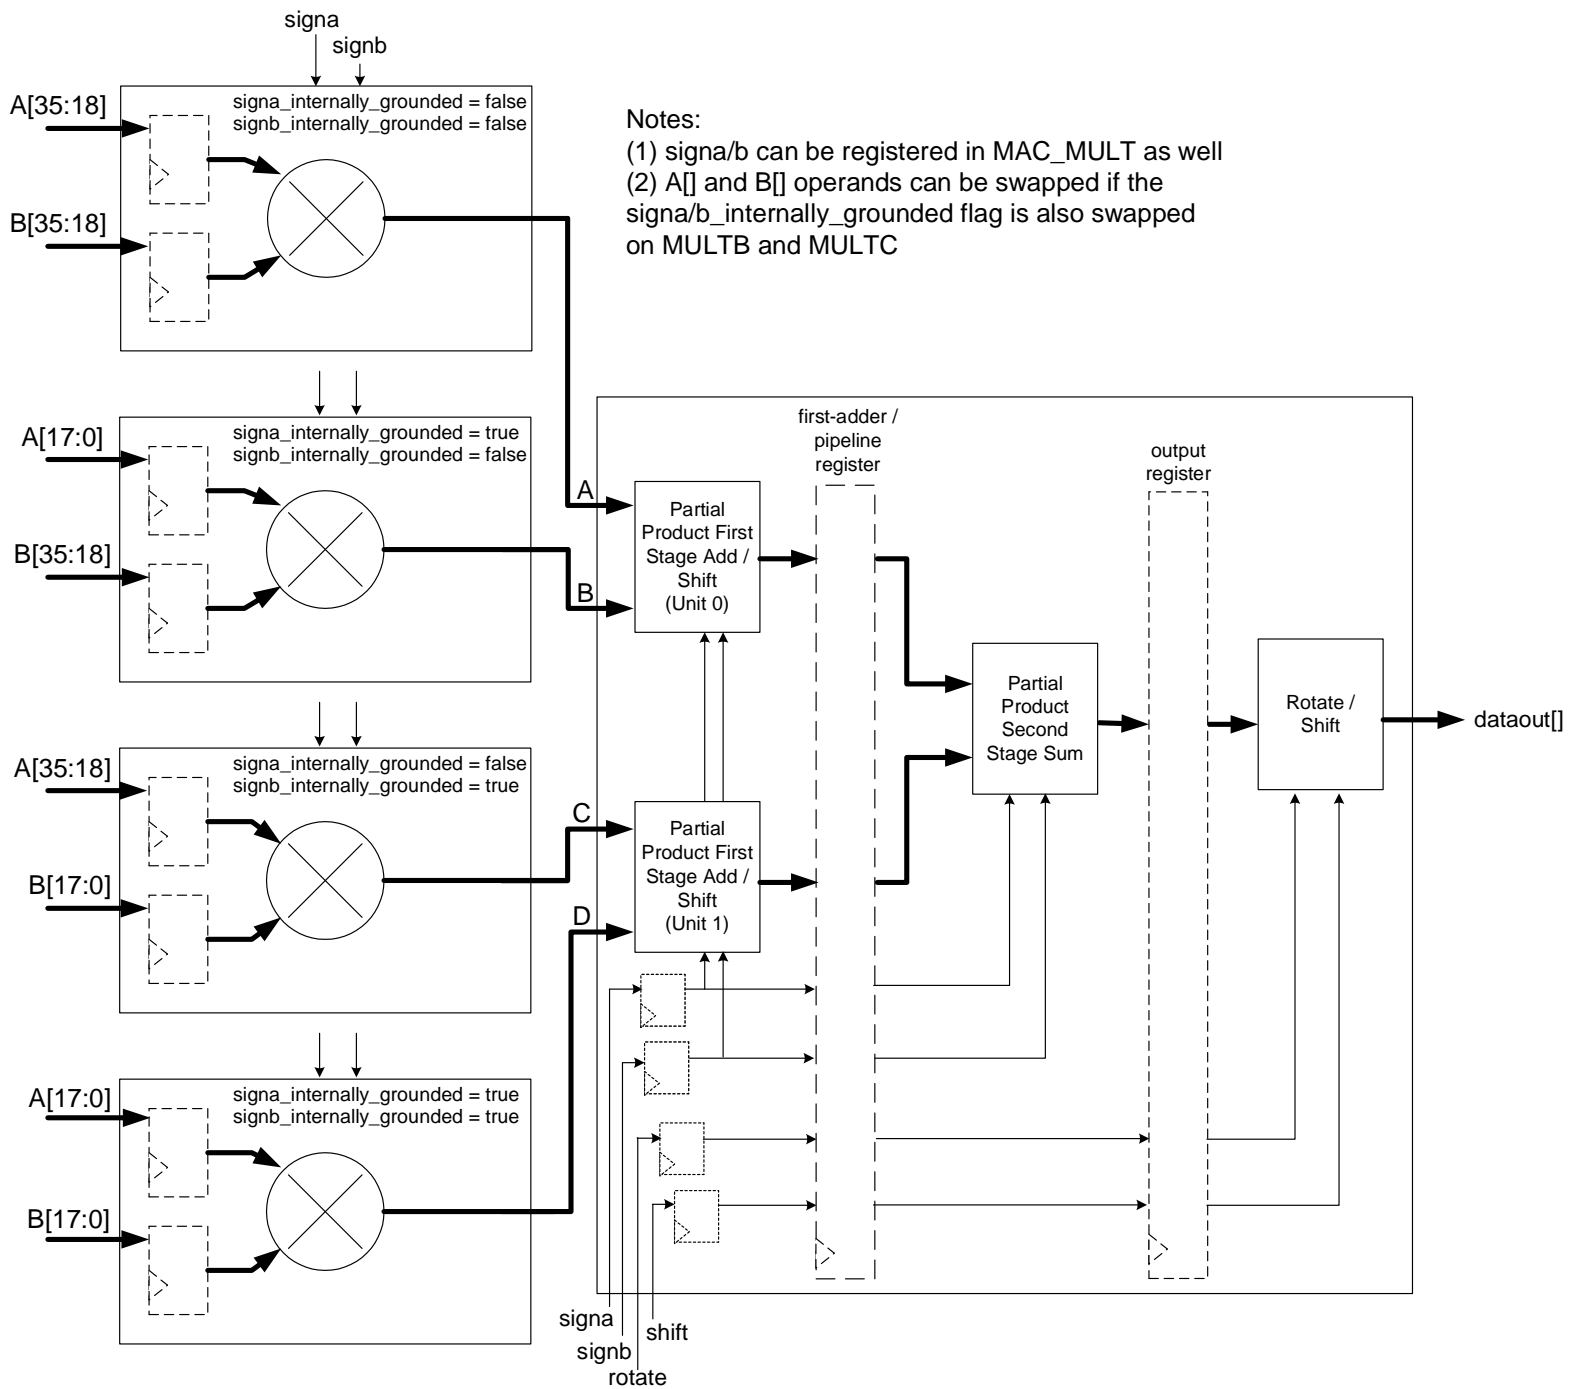 signa
signb
A[35:18]
signa_internally_grounded = false
signb_internally_grounded = false
B[35:18]
Notes:
(1) signa/b can be registered in MAC_MULT as well
(2) A[] and B[] operands can be swapped if the
signa/b_internally_grounded flag is also swapped
on MULTB and MULTC
A[17:0]
signa_internally_grounded = true
signb_internally_grounded = false
B[35:18]
A[35:18]
signa_internally_grounded = false
signb_internally_grounded = true
B[17:0]
A[17:0]
signa_internally_grounded = true
signb_internally_grounded = true
B[17:0]
A
B
C
D
Partial
Product First
Stage Add /
Shift
(Unit 0)
Partial
Product First
Stage Add /
Shift
(Unit 1)
first-adder /
pipeline
register
Partial
Product
Second
Stage Sum
output
register
Rotate /
Shift
dataout[]
signa
signb
rotate
shift